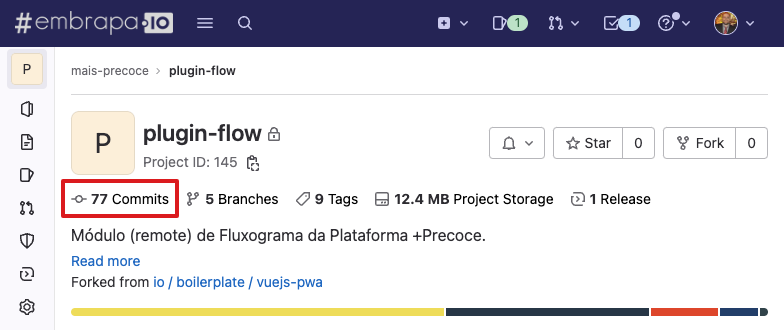 #embrapa.io
1
1
P
mais-precoce > plugin-flow
P
plugin-flow
Project ID: 145
Star 0
Fork 0
77 Commits 5 Branches 9 Tags 12.4 MB Project Storage 1 Release
Módulo (remote) de Fluxograma da Plataforma +Precoce.
Read more
Forked from io / boilerplate / vuejs-pwa